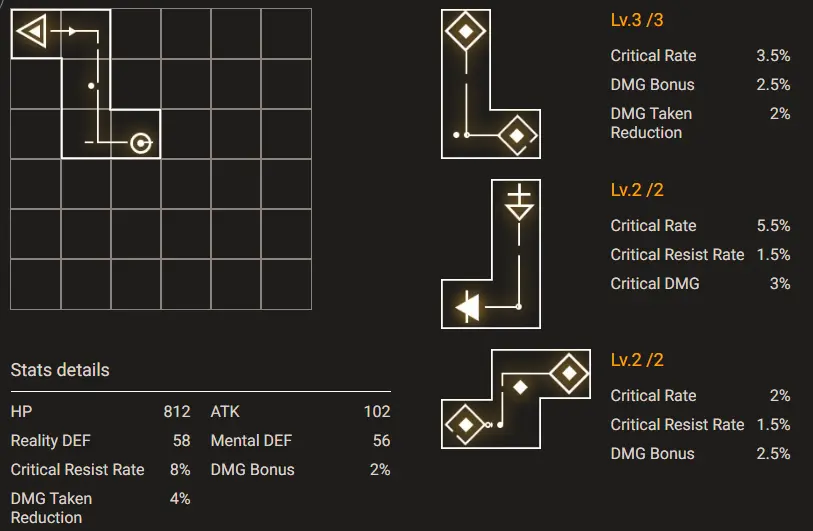 Lv.3 /3
Critical Rate 3.5%
DMG Bonus 2.5%
DMG Taken 2%
Reduction
Lv.2 /2
Critical Rate 5.5%
Critical Resist Rate 1.5%
Critical DMG 3%
Lv.2 /2
Critical Rate 2%
Critical Resist Rate 1.5%
DMG Bonus 2.5%
Stats details
HP 812 ATK 102
Reality DEF 58 Mental DEF 56
Critical Resist Rate 8% DMG Bonus 2%
DMG Taken 4%
Reduction